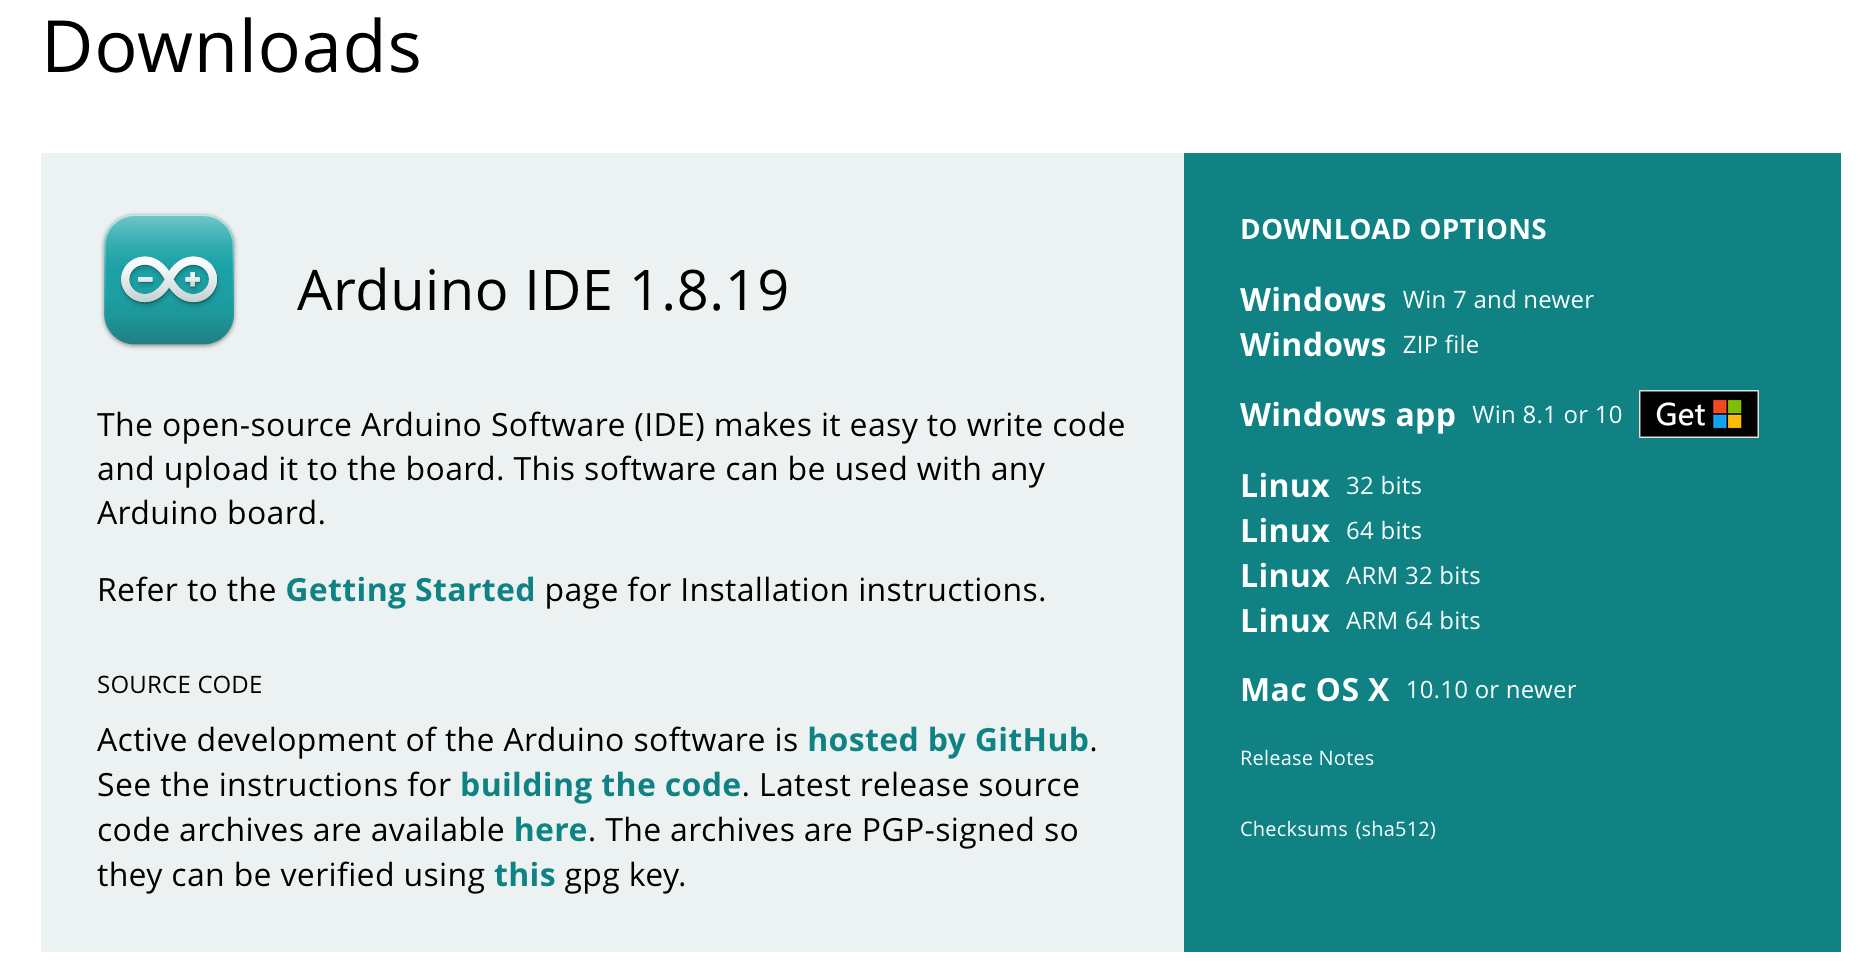 Downloads
Arduino IDE 1.8.19
The open-source Arduino Software (IDE) makes it easy to write code
and upload it to the board. This software can be used with any
Arduino board.
Refer to the Getting Started page for Installation instructions.
SOURCE CODE
Active development of the Arduino software is hosted by GitHub.
See the instructions for building the code. Latest release source
code archives are available here. The archives are PGP-signed so
they can be verified using this gpg key.
DOWNLOAD OPTIONS
Windows Win 7 and newer
Windows ZIP file
Windows app Win 8.1 or 10 Get
Linux 32 bits
Linux 64 bits
Linux ARM 32 bits
Linux ARM 64 bits
Mac OS X 10.10 or newer
Release Notes
Checksums (sha512)